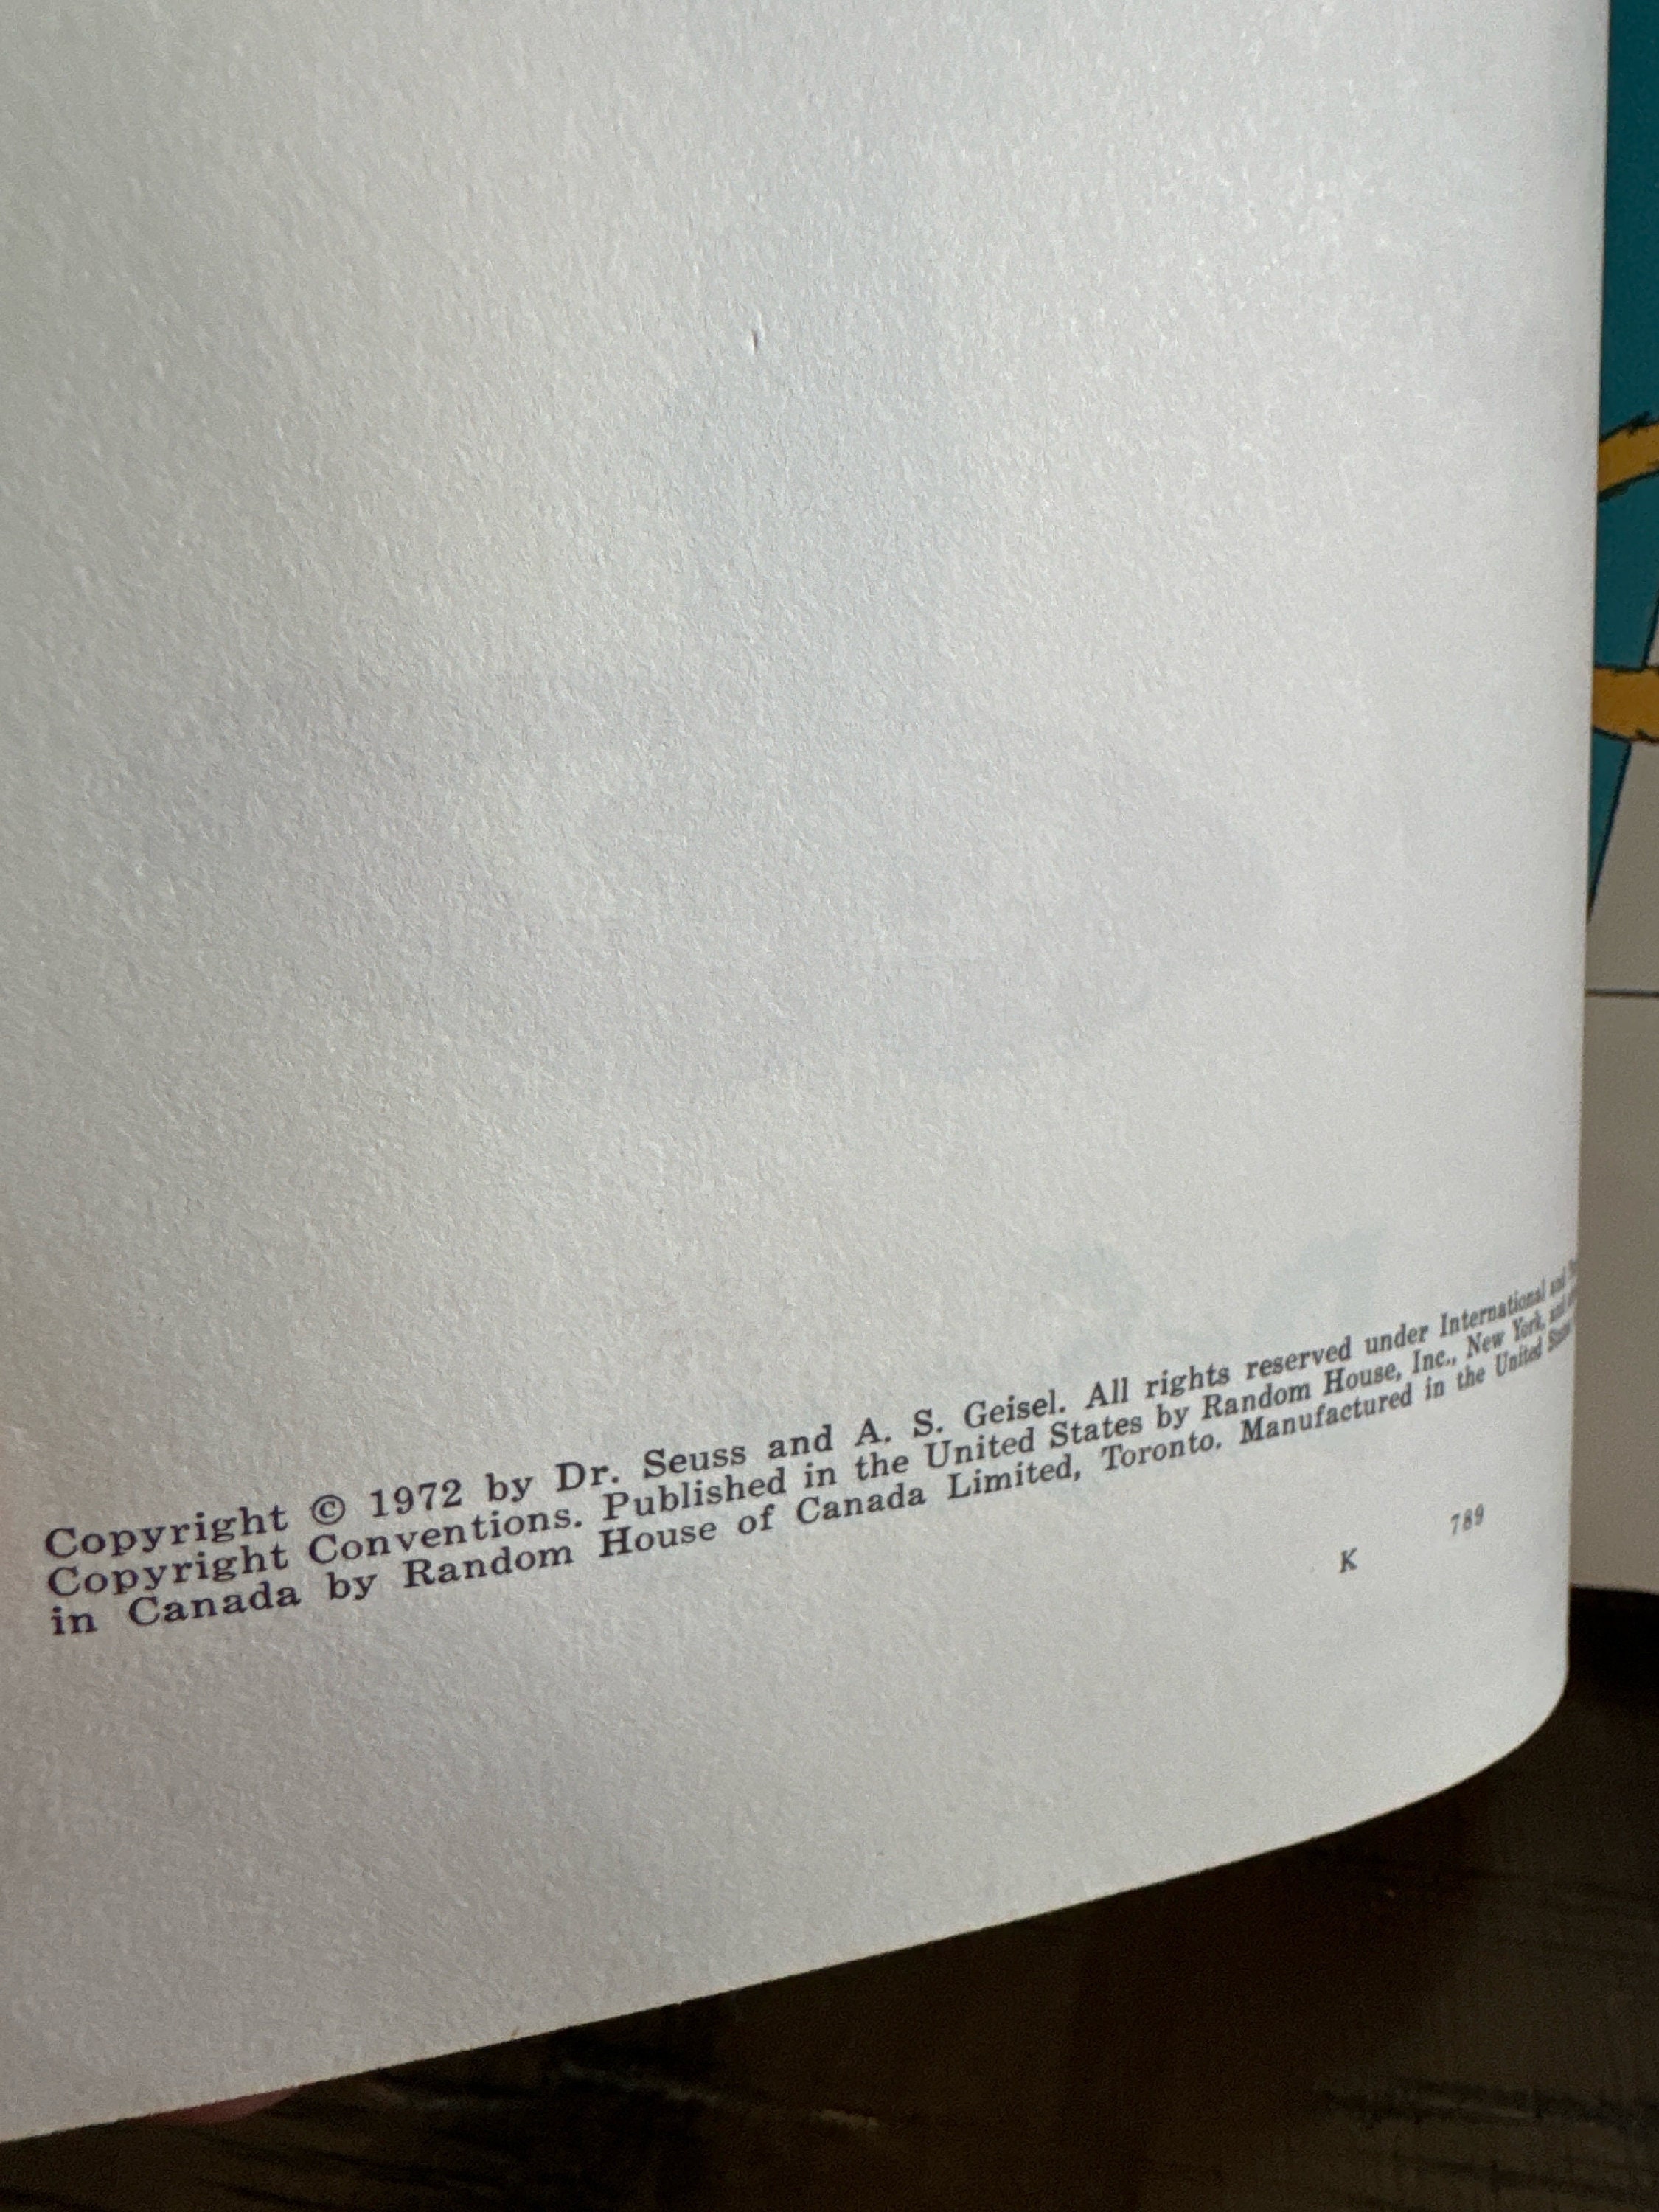 Copyright © 1972 by Dr. Seuss and A. S. Geisel. All rights reserved under International and
Copyright Conventions. Published in the United States by Random House, Inc., New York, and
in Canada by Random House of Canada Limited, Toronto. Manufactured in the United
K 789